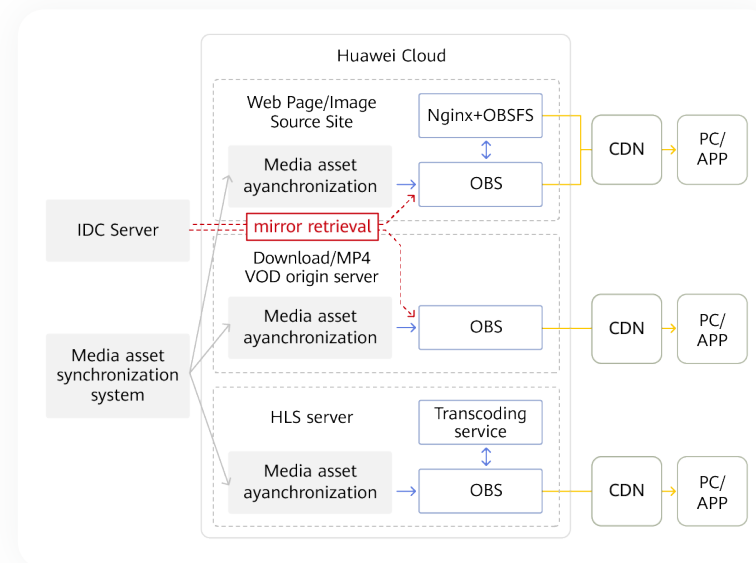 Huawei Cloud
Web Page/Image
Source Site
Nginx+OBSFS
Media asset
ayanchronization
OBS
CDN
PC/
APP
IDC Server
mirror retrieval
Download/MP4
VOD origin server
Media asset
ayanchronization
OBS
CDN
PC/
APP
Media asset
synchronization
system
HLS server
Transcoding
service
Media asset
ayanchronization
OBS
CDN
PC/
APP